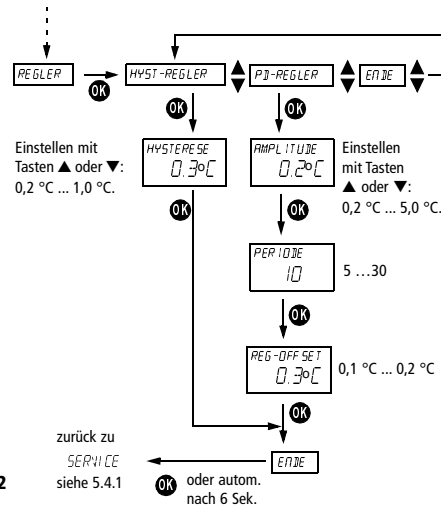 REGLER
OK
HYST-REGLER
PD-REGLER
ENDE
OK
OK
Einstellen mit
Tasten ▲ oder ▼:
0,2 °C ... 1,0 °C.
HYSTERESE
0.3°C
AMPLITUDE
0.2°C
Einstellen
mit Tasten
▲ oder ▼:
0,2 °C ... 5,0 °C.
OK
OK
PERIODE
10
5 ...30
OK
REG-OFFSET
0.3°C
0,1 °C ... 0,2 °C
OK
zurück zu
SERVICE
siehe 5.4.1
2
OK
oder autom.
nach 6 Sek.
ENDE